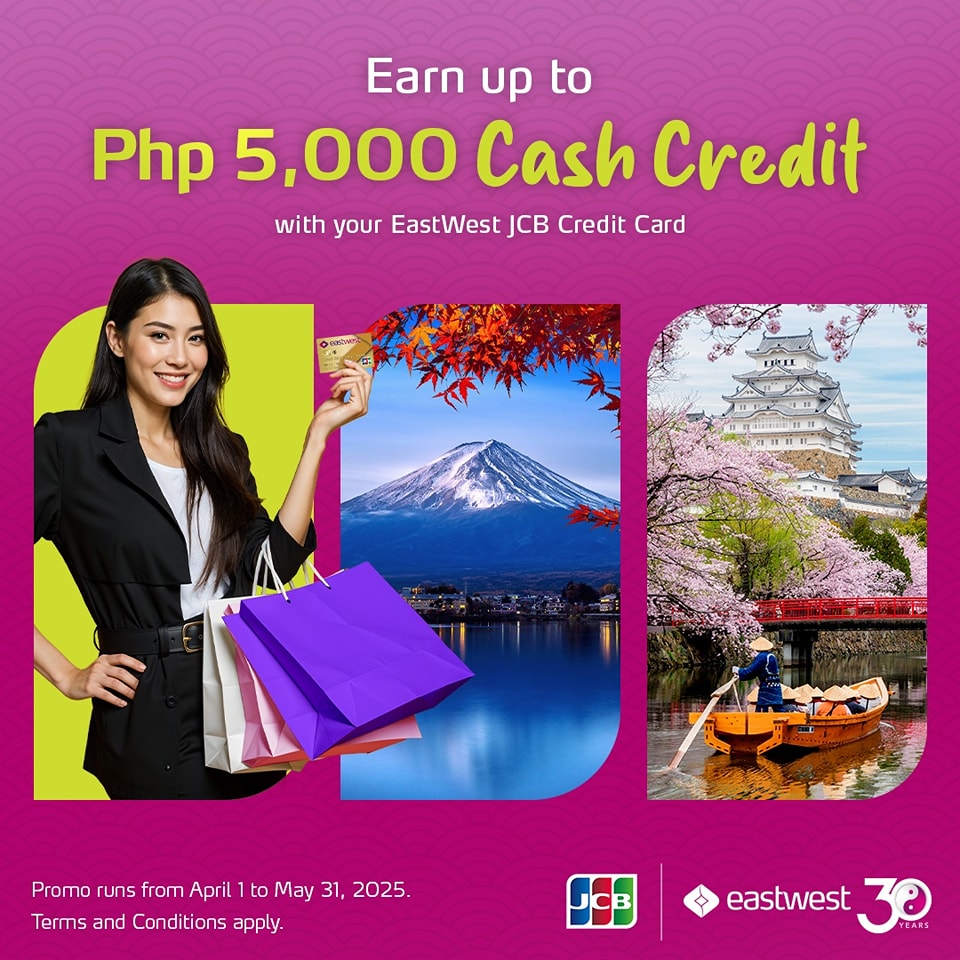 Earn up to
Php 5,000 Cash Credit
with your EastWest JCB Credit Card
eastwest
Promo runs from April 1 to May 31, 2025.
Terms and Conditions apply.
JCB
eastwest
30
YEARS